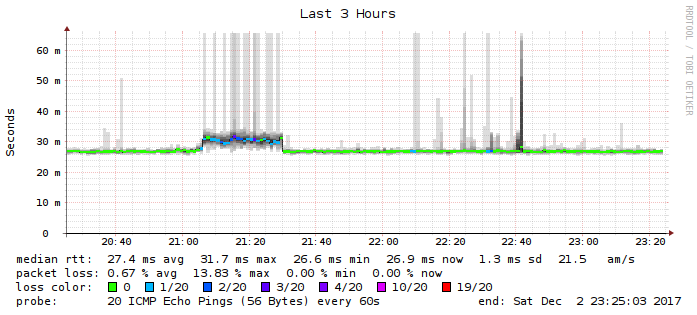 Last 3 Hours
RRDTOOL / TOBI OETIKER
Seconds
60 m
50 m
40 m
30 m
20 m
10 m
0
20:40 21:00 21:20 21:40 22:00 22:20 22:40 23:00 23:20
median rtt: 27.4 ms avg 31.7 ms max 26.6 ms min 26.9 ms now 1.3 ms sd 21.5 am/s
packet loss: 0.67 % avg 13.83 % max 0.00 % min 0.00 % now
loss color: 0 1/20 2/20 3/20 4/20 10/20 19/20
probe: 20 ICMP Echo Pings (56 Bytes) every 60s end: Sat Dec 2 23:25:03 2017